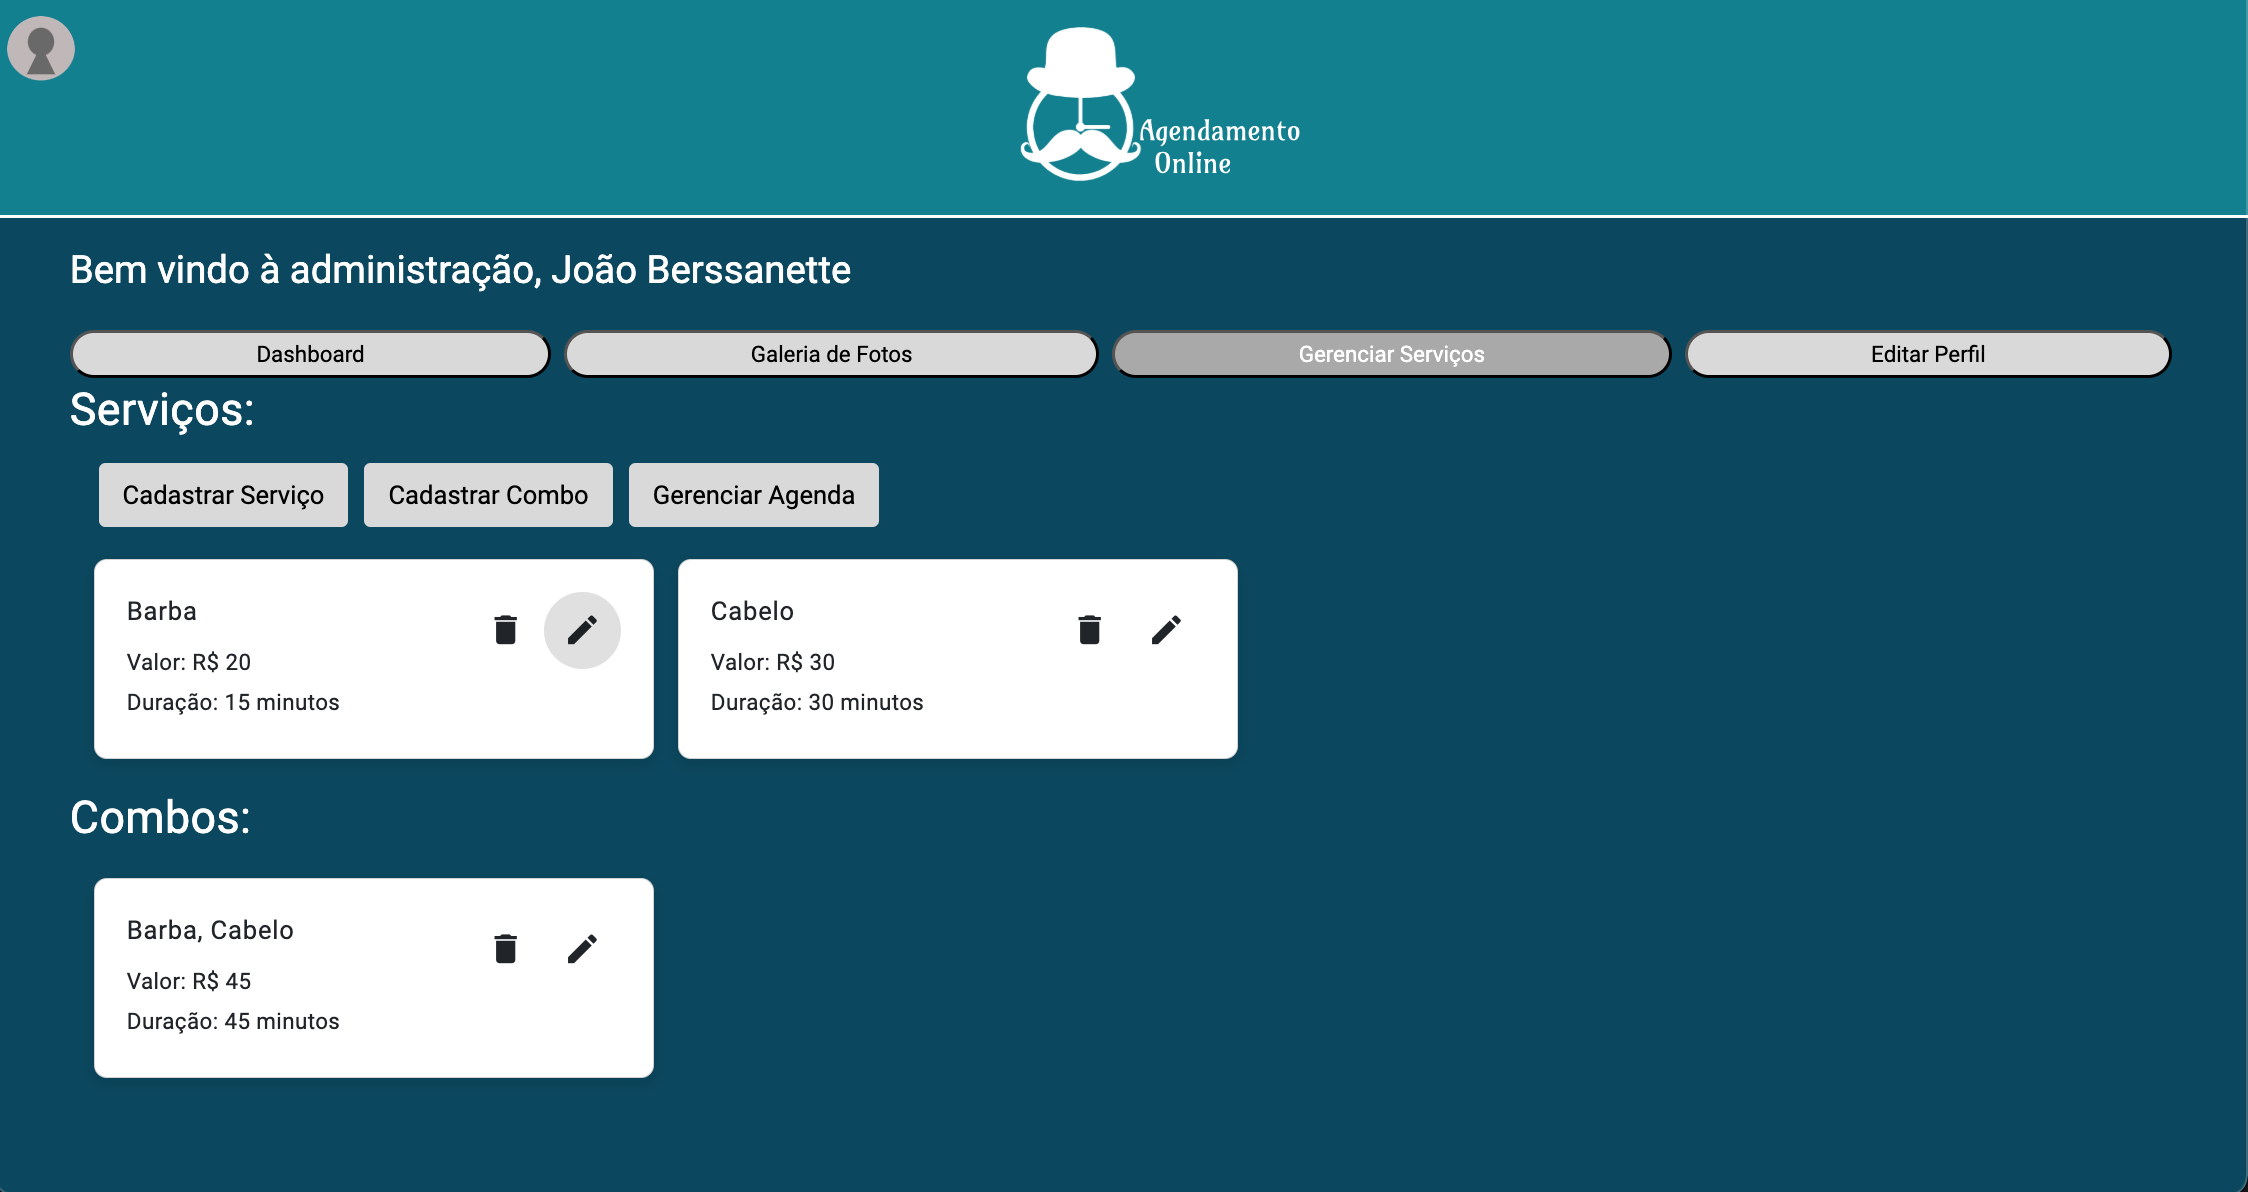 Agendamento
Online
Bem vindo à administração, João Berssanette
Dashboard
Galeria de Fotos
Gerenciar Serviços
Editar Perfil
Serviços:
Cadastrar Serviço
Cadastrar Combo
Gerenciar Agenda
Barba
Valor: R$ 20
Duração: 15 minutos
Cabelo
Valor: R$ 30
Duração: 30 minutos
Combos:
Barba, Cabelo
Valor: R$ 45
Duração: 45 minutos